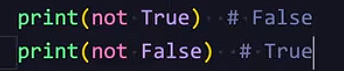 print(not True)  # False
print(not False)  # True